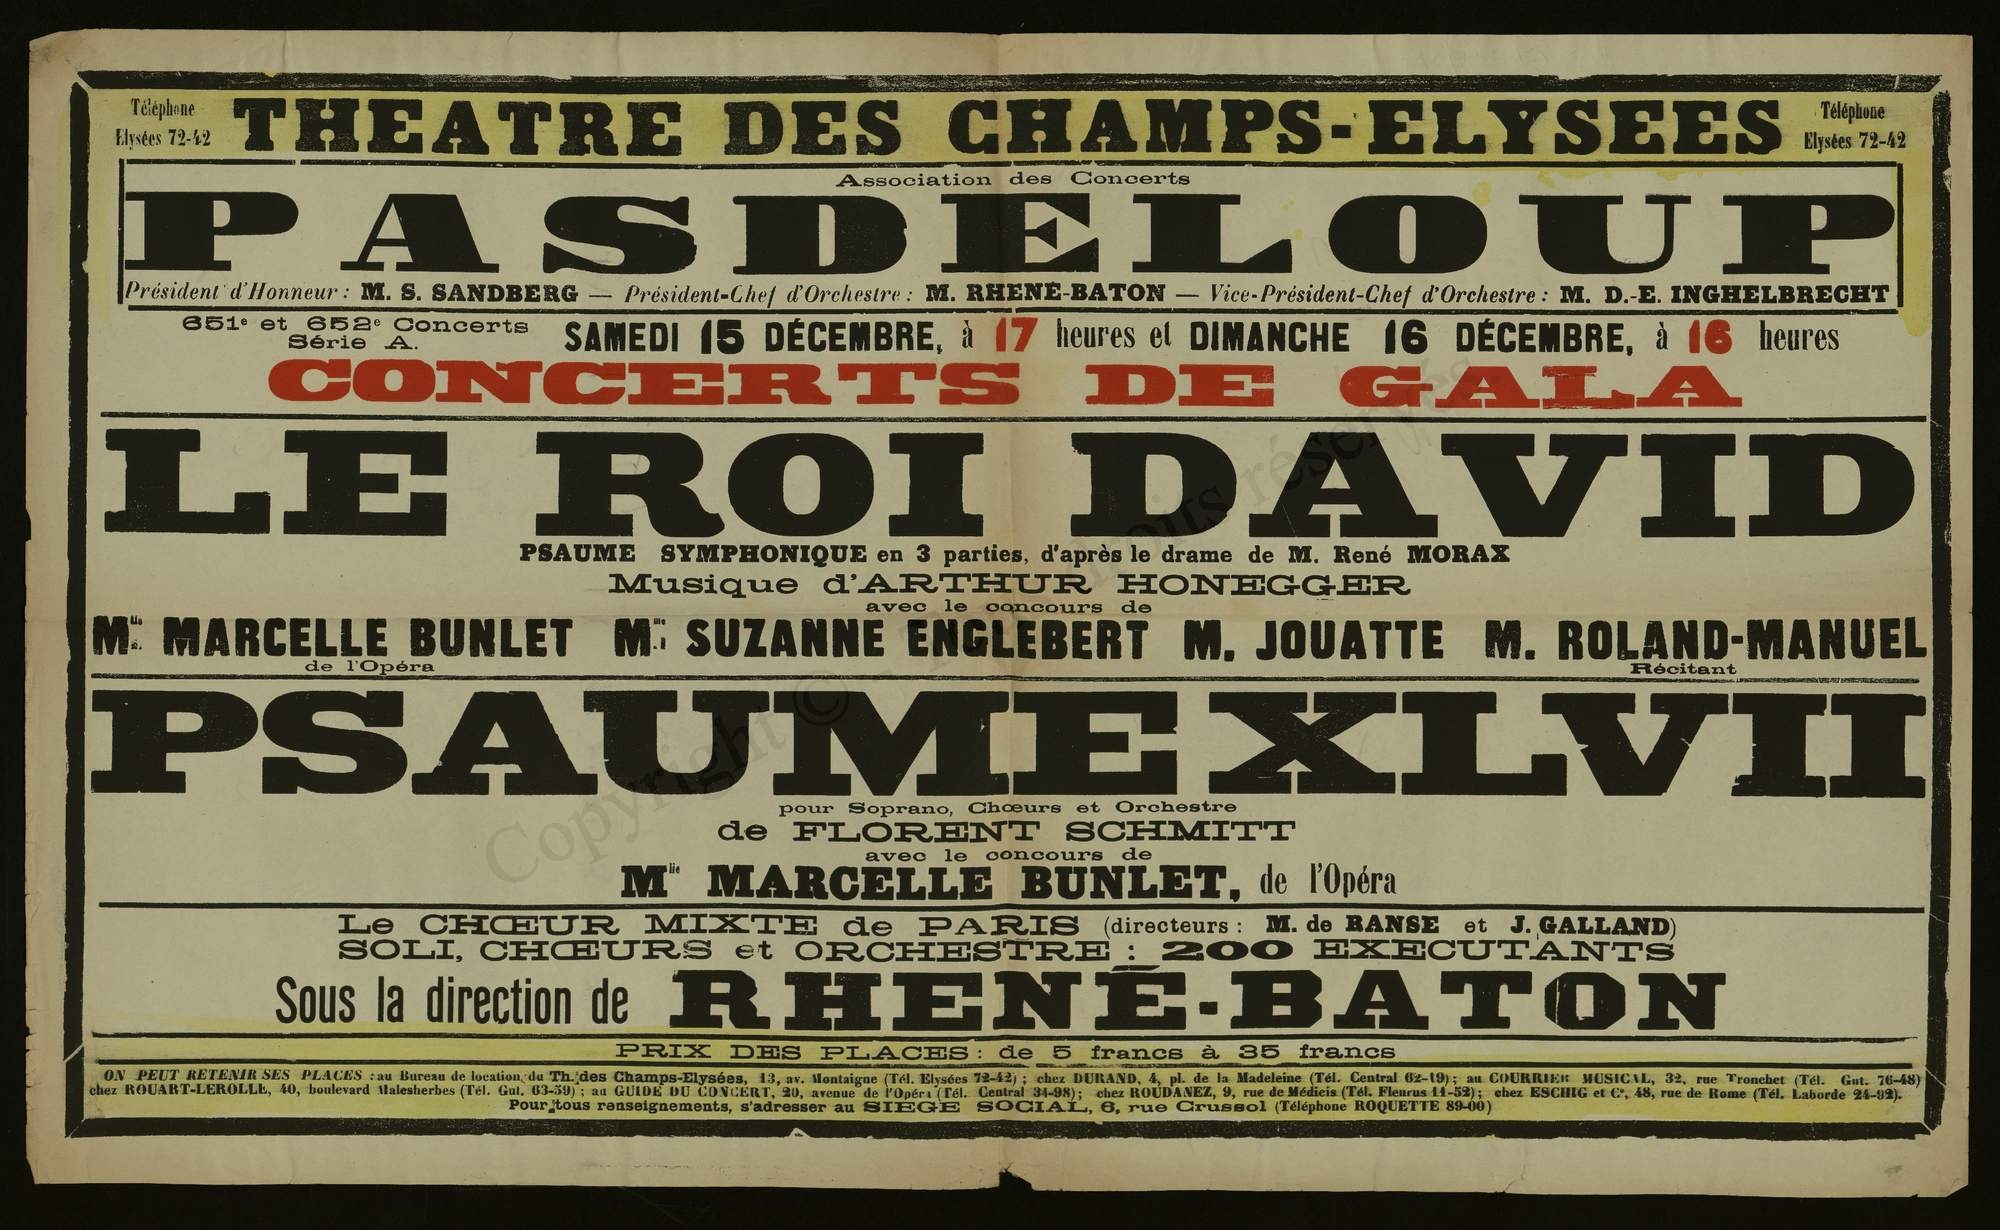 Téléphone
Elysées 72-42
THEATRE DES CHAMPS-ELYSEES
Téléphone
Elysées 72-42
Association des Concerts
PASDELOUP
Président d'Honneur : M. S. SANDBERG — Président-Chef d'Orchestre : M. RHENÉ-BATON — Vice-Président-Chef d'Orchestre : M. D.-E. INGHELBRECHT
651e et 652e Concerts
Série A.
SAMEDI 15 DÉCEMBRE, à 17 heures et DIMANCHE 16 DÉCEMBRE, à 16 heures
CONCERTS DE GALA
LE ROI DAVID
PSAUME SYMPHONIQUE en 3 parties, d'après le drame de M. René MORAX
Musique d'ARTHUR HONEGGER
avec le concours de
Mlle MARCELLE BUNLET Mlle SUZANNE ENGLEBERT M. JOUATTE M. ROLAND-MANUEL
de l'Opéra Récitant
PSAUME XLVII
pour Soprano, Chœurs et Orchestre
de FLORENT SCHMITT
avec le concours de
Mlle MARCELLE BUNLET, de l'Opéra
Le CHŒUR MIXTE de PARIS (directeurs : M. de RANSE et J. GALLAND)
SOLI, CHŒURS et ORCHESTRE : 200 EXECUTANTS
Sous la direction de RHENÉ-BATON
PRIX DES PLACES : de 5 francs à 35 francs
ON PEUT RETENIR SES PLACES : au Bureau de location du Th. des Champs-Elysées, 13, av. Montaigne (Tél. Elysées 72-42) ; chez DURAND, 4, pl. de la Madeleine (Tél. Central 62-19) ; au COURRIER MUSICAL, 32, rue Tronchet (Tél. Gut. 76-48)
chez ROUART-LEROLLE, 40, boulevard Malesherbes (Tél. Gut. 63-59) ; au GUIDE DU CONCERT, 20, avenue de l'Opéra (Tél. Central 34-98) ; chez ROUDANEZ, 9, rue de Médicis (Tél. Fleurus 11-52) ; chez ESCHIG et Ce, 48, rue de Rome (Tél. Laborde 24-92).
Pour tous renseignements, s'adresser au SIEGE SOCIAL, 6, rue Crussol (Téléphone ROQUETTE 89-00)
Copyright © droits réservés